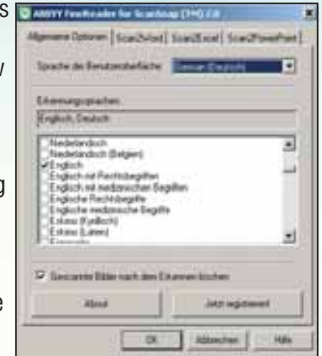 s
ABBYY FineReader for ScanSnap (TM) 2.0
Allgemeine Optionen Scan2Word Scan2Excel Scan2PowerPoint
Sprache der Benutzeroberfläche
German (Deutsch)
Erkennungssprachen
Englisch, Deutsch
Niederländisch
Niederländisch (Belgien)
Englisch
Englisch mit Rechtsbegriffen
Englisch mit medizinischen Begriffen
Englische Rechtsbegriffe
Englische medizinische Begriffe
Eskimo (Kyrillisch)
Eskimo (Latein)
g
Gescannte Bilder nach dem Erkennen löschen
e
About Jetzt registrieren!
OK Abbrechen Hilfe